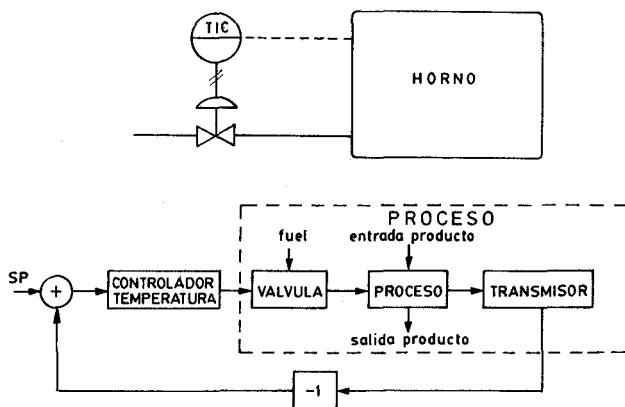 TIC
HORNO
PROCESO
fuel
entrada producto
SP
+
CONTROLADOR
TEMPERATURA
VALVULA
PROCESO
TRANSMISOR
salida producto
-1